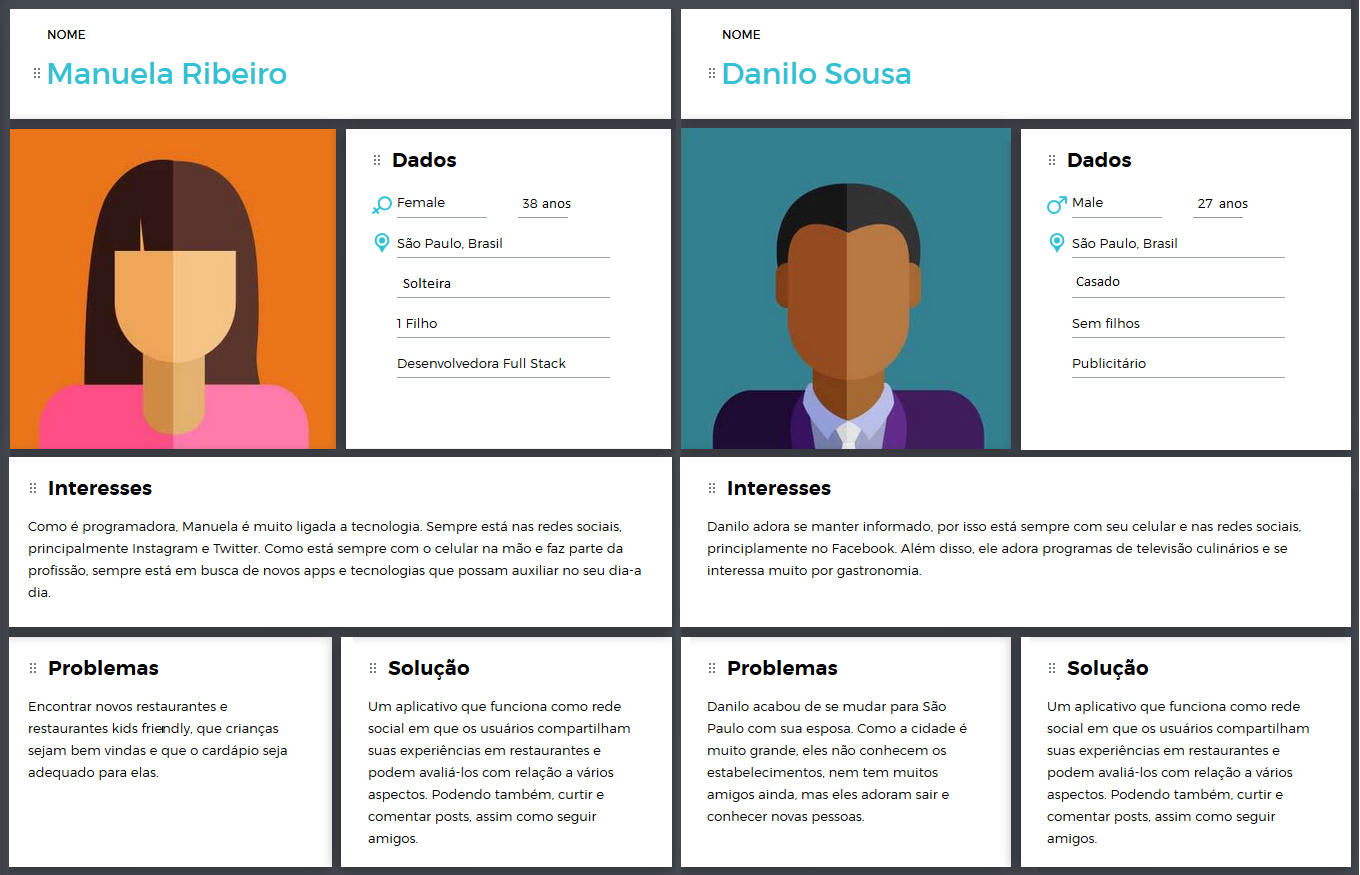 NOME
Manuela Ribeiro
Dados
Female 38 anos
São Paulo, Brasil
Solteira
1 Filho
Desenvolvedora Full Stack
Interesses
Como é programadora, Manuela é muito ligada a tecnologia. Sempre está nas redes sociais,
principalmente Instagram e Twitter. Como está sempre com o celular na mão e faz parte da
profissão, sempre está em busca de novos apps e tecnologias que possam auxiliar no seu dia-a
dia.
Problemas
Encontrar novos restaurantes e
restaurantes kids friendly, que crianças
sejam bem vindas e que o cardápio seja
adequado para elas.
Solução
Um aplicativo que funciona como rede
social em que os usuários compartilham
suas experiências em restaurantes e
podem avaliá-los com relação a vários
aspectos. Podendo também, curtir e
comentar posts, assim como seguir
amigos.
NOME
Danilo Sousa
Dados
Male 27 anos
São Paulo, Brasil
Casado
Sem filhos
Publicitário
Interesses
Danilo adora se manter informado, por isso está sempre com seu celular e nas redes sociais,
principlamente no Facebook. Além disso, ele adora programas de televisão culinários e se
interessa muito por gastronomia.
Problemas
Danilo acabou de se mudar para São
Paulo com sua esposa. Como a cidade é
muito grande, eles não conhecem os
estabelecimentos, nem tem muitos
amigos ainda, mas eles adoram sair e
conhecer novas pessoas.
Solução
Um aplicativo que funciona como rede
social em que os usuários compartilham
suas experiências em restaurantes e
podem avaliá-los com relação a vários
aspectos. Podendo também, curtir e
comentar posts, assim como seguir
amigos.